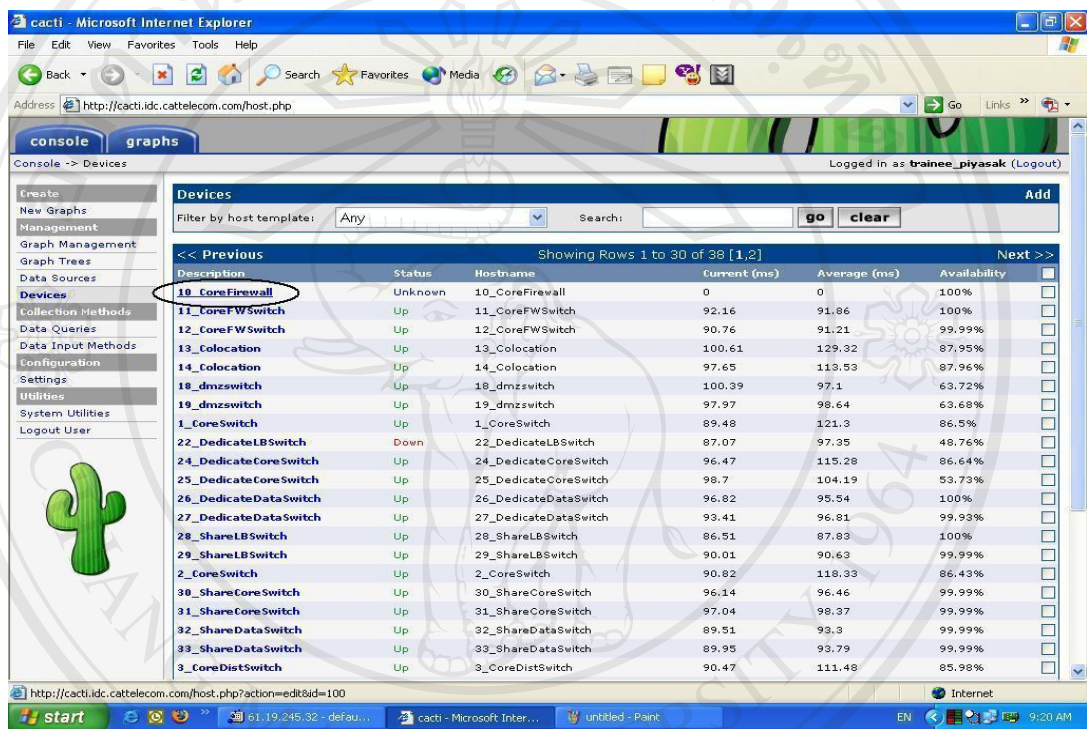 cacti - Microsoft Internet Explorer
File Edit View Favorites Tools Help
Back Search Favorites Media
Address http://cacti.idc.cattelecom.com/host.php Go Links »
console graphs
Console -> Devices Logged in as trainee_piyasak (Logout)
Create
New Graphs
Management
Graph Management
Graph Trees
Data Sources
Devices
Collection Methods
Data Queries
Data Input Methods
Configuration
Settings
Utilities
System Utilities
Logout User
Devices Add
Filter by host template: Any Search: go clear
<< Previous Showing Rows 1 to 30 of 38 [1,2] Next >>
Description Status Hostname Current (ms) Average (ms) Availability
10_CoreFirewall Unknown 10_CoreFirewall 0 0 100%
11_CoreFWSwitch Up 11_CoreFWSwitch 92.16 91.86 100%
12_CoreFWSwitch Up 12_CoreFWSwitch 90.76 91.21 99.99%
13_Colocation Up 13_Colocation 100.61 129.32 87.95%
14_Colocation Up 14_Colocation 97.65 113.53 87.96%
18_dmzswitch Up 18_dmzswitch 100.39 97.1 63.72%
19_dmzswitch Up 19_dmzswitch 97.97 98.64 63.68%
1_CoreSwitch Up 1_CoreSwitch 89.48 121.3 86.5%
22_DedicateLBSwitch Down 22_DedicateLBSwitch 87.07 97.35 48.76%
24_DedicateCoreSwitch Up 24_DedicateCoreSwitch 96.47 115.28 86.64%
25_DedicateCoreSwitch Up 25_DedicateCoreSwitch 98.7 104.19 53.73%
26_DedicateDataSwitch Up 26_DedicateDataSwitch 96.82 95.54 100%
27_DedicateDataSwitch Up 27_DedicateDataSwitch 93.41 96.81 99.93%
28_ShareLBSwitch Up 28_ShareLBSwitch 86.51 87.83 100%
29_ShareLBSwitch Up 29_ShareLBSwitch 90.01 90.63 99.99%
2_CoreSwitch Up 2_CoreSwitch 90.82 118.33 86.43%
30_ShareCoreSwitch Up 30_ShareCoreSwitch 96.14 96.46 99.99%
31_ShareCoreSwitch Up 31_ShareCoreSwitch 97.04 98.37 99.99%
32_ShareDataSwitch Up 32_ShareDataSwitch 89.51 93.3 99.99%
33_ShareDataSwitch Up 33_ShareDataSwitch 89.95 93.79 99.99%
3_CoreDistSwitch Up 3_CoreDistSwitch 90.47 111.48 85.98%
http://cacti.idc.cattelecom.com/host.php?action=edit&id=100 Internet
start » 61.19.245.32 - defau... cacti - Microsoft Inter... untitled - Paint EN 9:20 AM